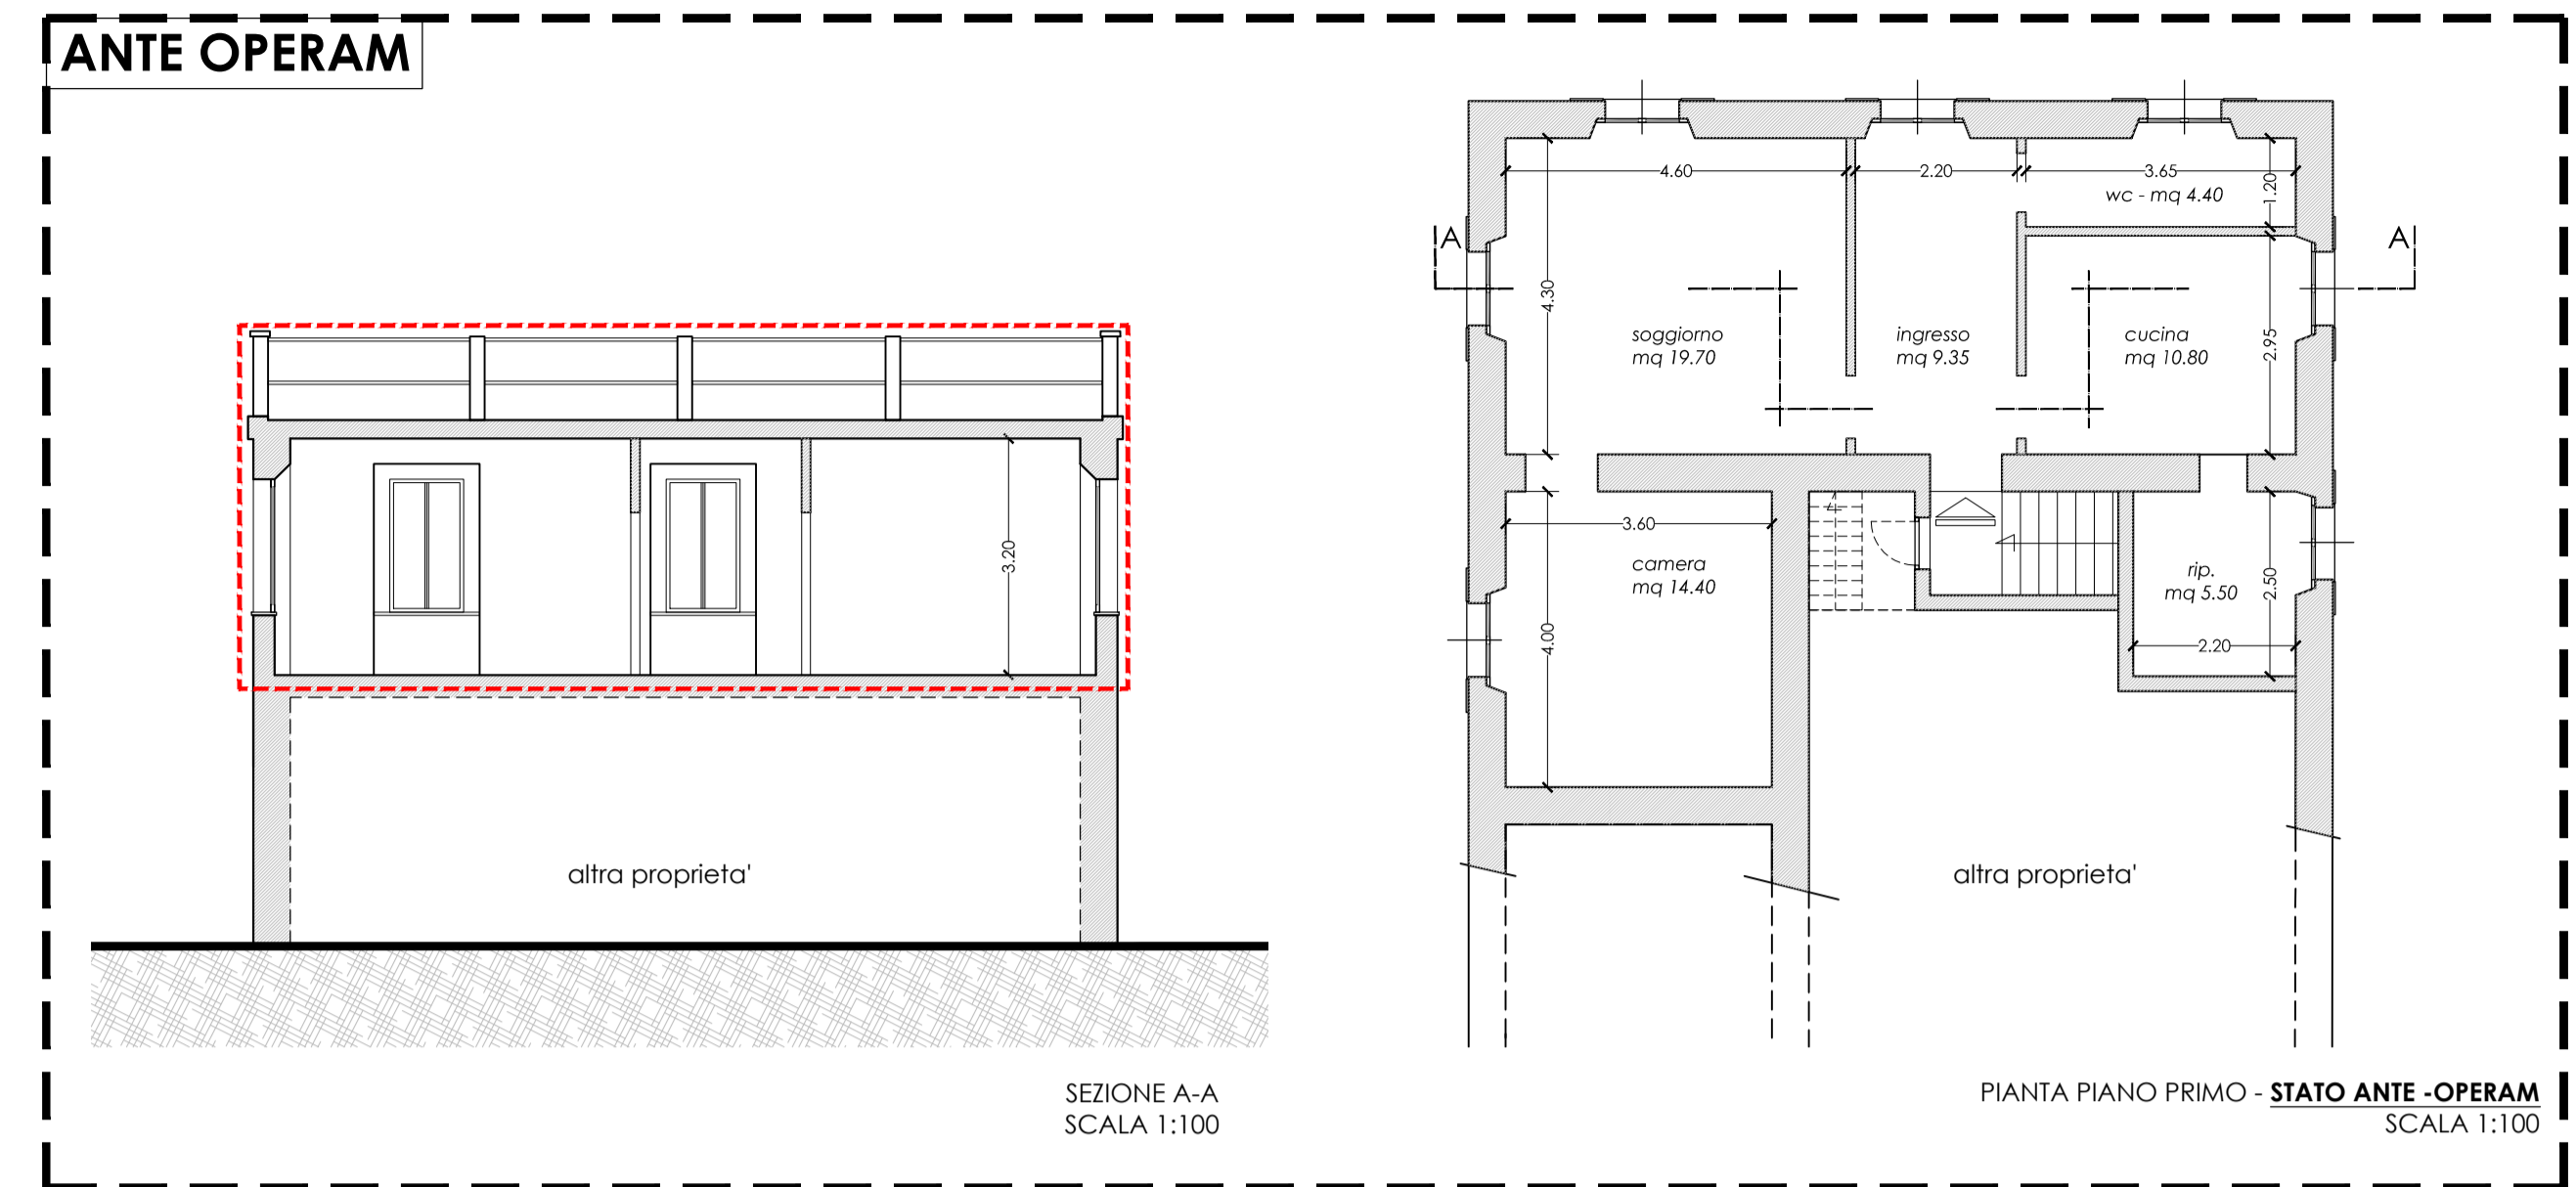 ANTE OPERAM
4.60
2.20
3.65
wc - mq 4.40
1.20
A
A
4.30
soggiorno
mq 19.70
ingresso
mq 9.35
cucina
mq 10.80
2.95
3.20
3.60
camera
mq 14.40
4.00
rip.
mq 5.50
2.50
2.20
altra proprieta'
altra proprieta'
SEZIONE A-A
SCALA 1:100
PIANTA PIANO PRIMO - STATO ANTE -OPERAM
SCALA 1:100